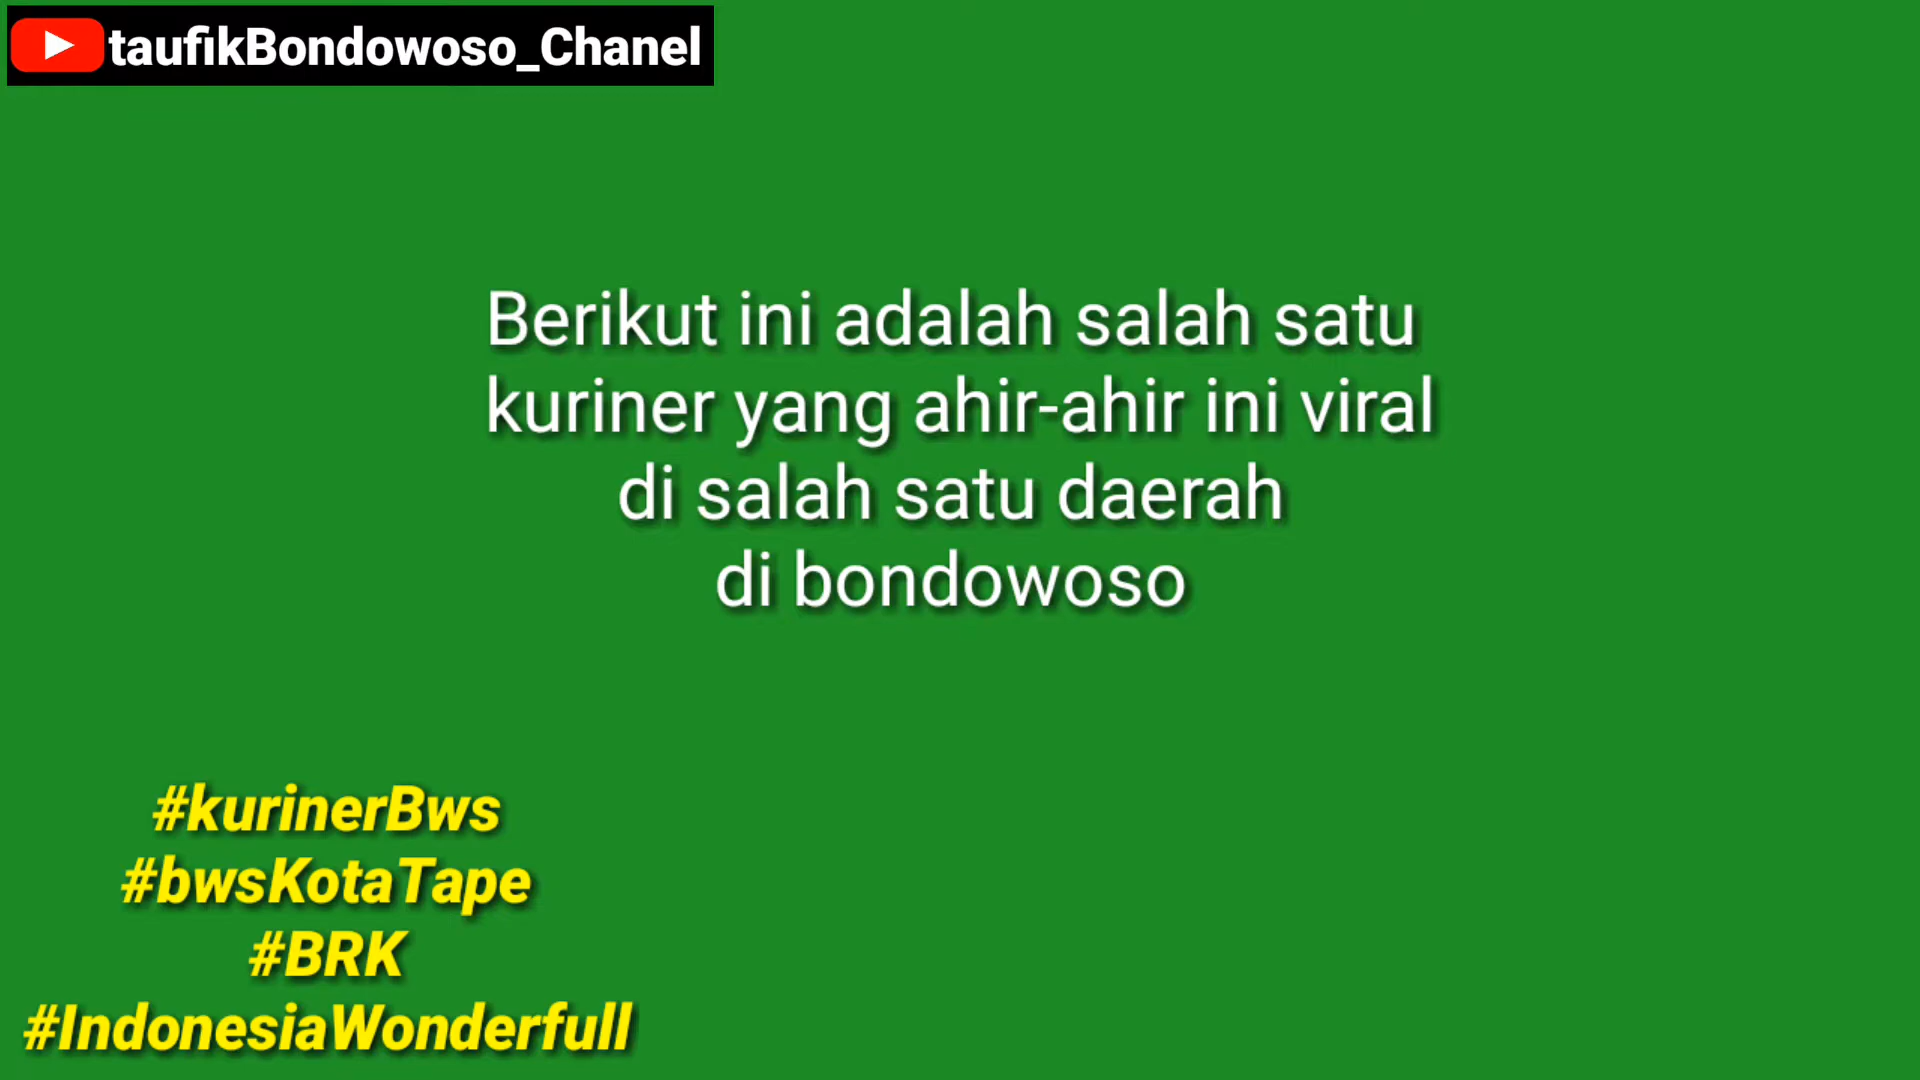 taufikBondowoso_Chanel
Berikut ini adalah salah satu
kuriner yang ahir-ahir ini viral
di salah satu daerah
di bondowoso
#kurinerBws
#bwsKotaTape
#BRK
#IndonesiaWonderfull